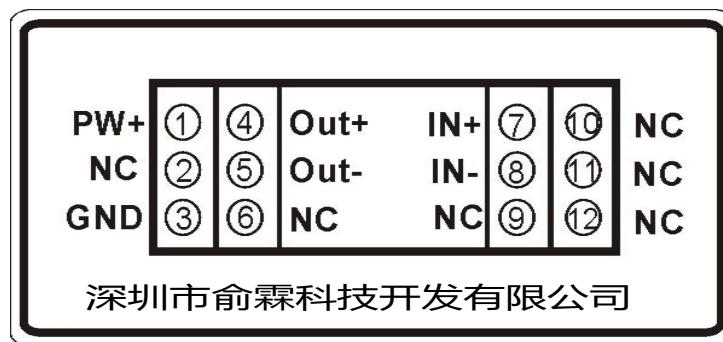 PW+ ① ④ Out+ IN+ ⑦ ⑩ NC
NC ② ⑤ Out- IN- ⑧ ⑪ NC
GND ③ ⑥ NC NC ⑨ ⑫ NC
深圳市俞霖科技开发有限公司